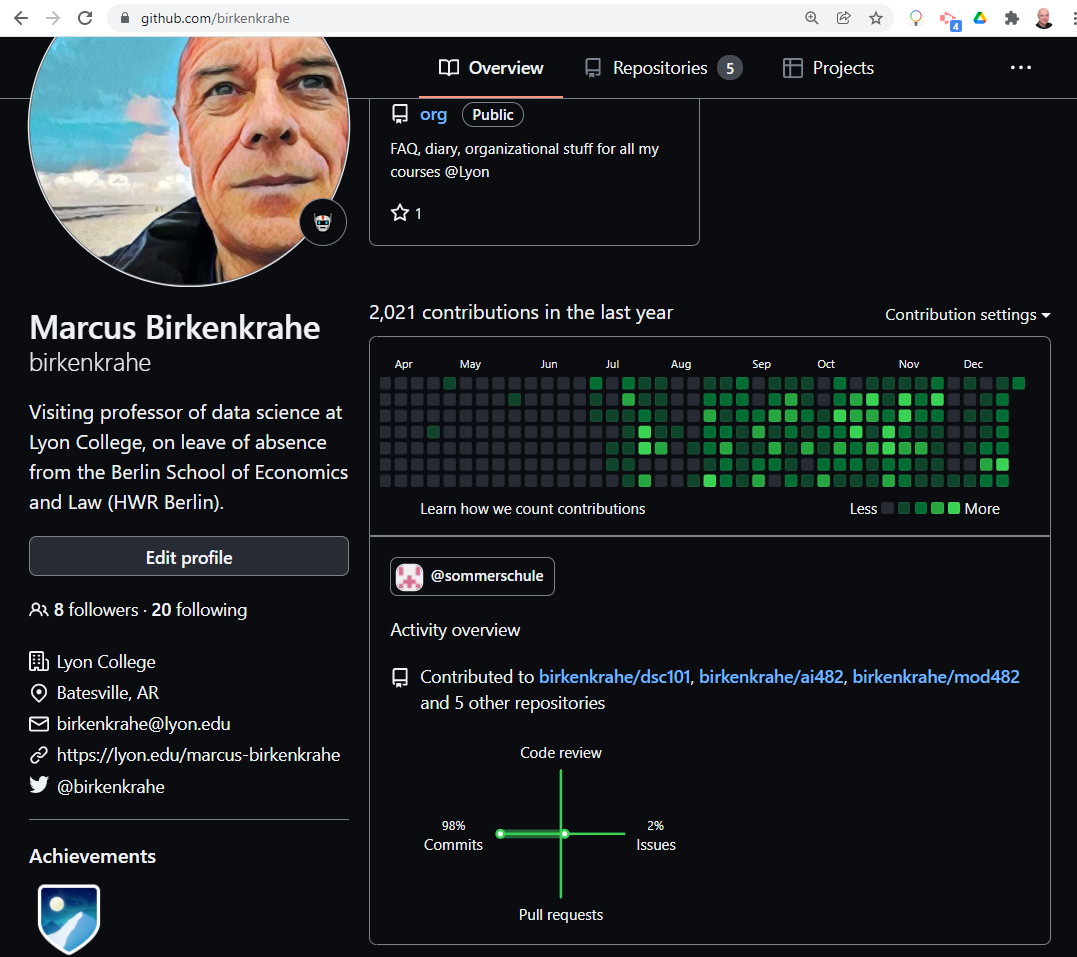 github.com/birkenkrahe
4
Overview
Repositories 5
Projects
org Public
FAQ, diary, organizational stuff for all my
courses @Lyon
1
Marcus Birkenkrahe
birkenkrahe
Visiting professor of data science at
Lyon College, on leave of absence
from the Berlin School of Economics
and Law (HWR Berlin).
Edit profile
8 followers · 20 following
Lyon College
Batesville, AR
birkenkrahe@lyon.edu
https://lyon.edu/marcus-birkenkrahe
@birkenkrahe
Achievements
2,021 contributions in the last year
Contribution settings
Apr May Jun Jul Aug Sep Oct Nov Dec
Learn how we count contributions
Less More
@sommerschule
Activity overview
Contributed to birkenkrahe/dsc101, birkenkrahe/ai482, birkenkrahe/mod482
and 5 other repositories
Code review
98%
Commits
2%
Issues
Pull requests